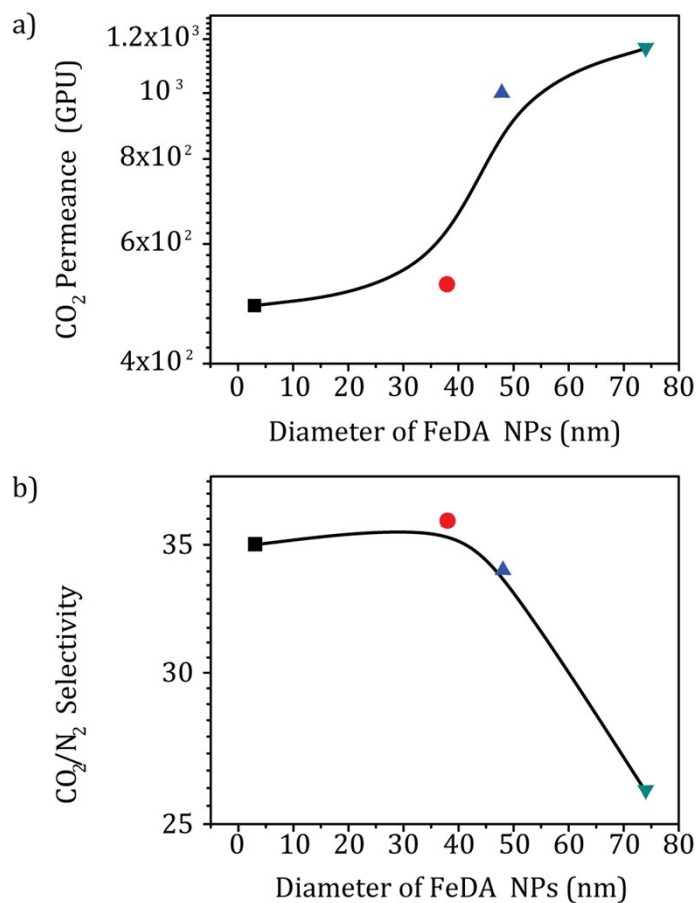 a)
CO₂ Permeance (GPU)
1.2x10³
10³
8x10²
6x10²
4x10²
0 10 20 30 40 50 60 70 80
Diameter of FeDA NPs (nm)
b)
CO₂/N₂ Selectivity
35
30
25
0 10 20 30 40 50 60 70 80
Diameter of FeDA NPs (nm)